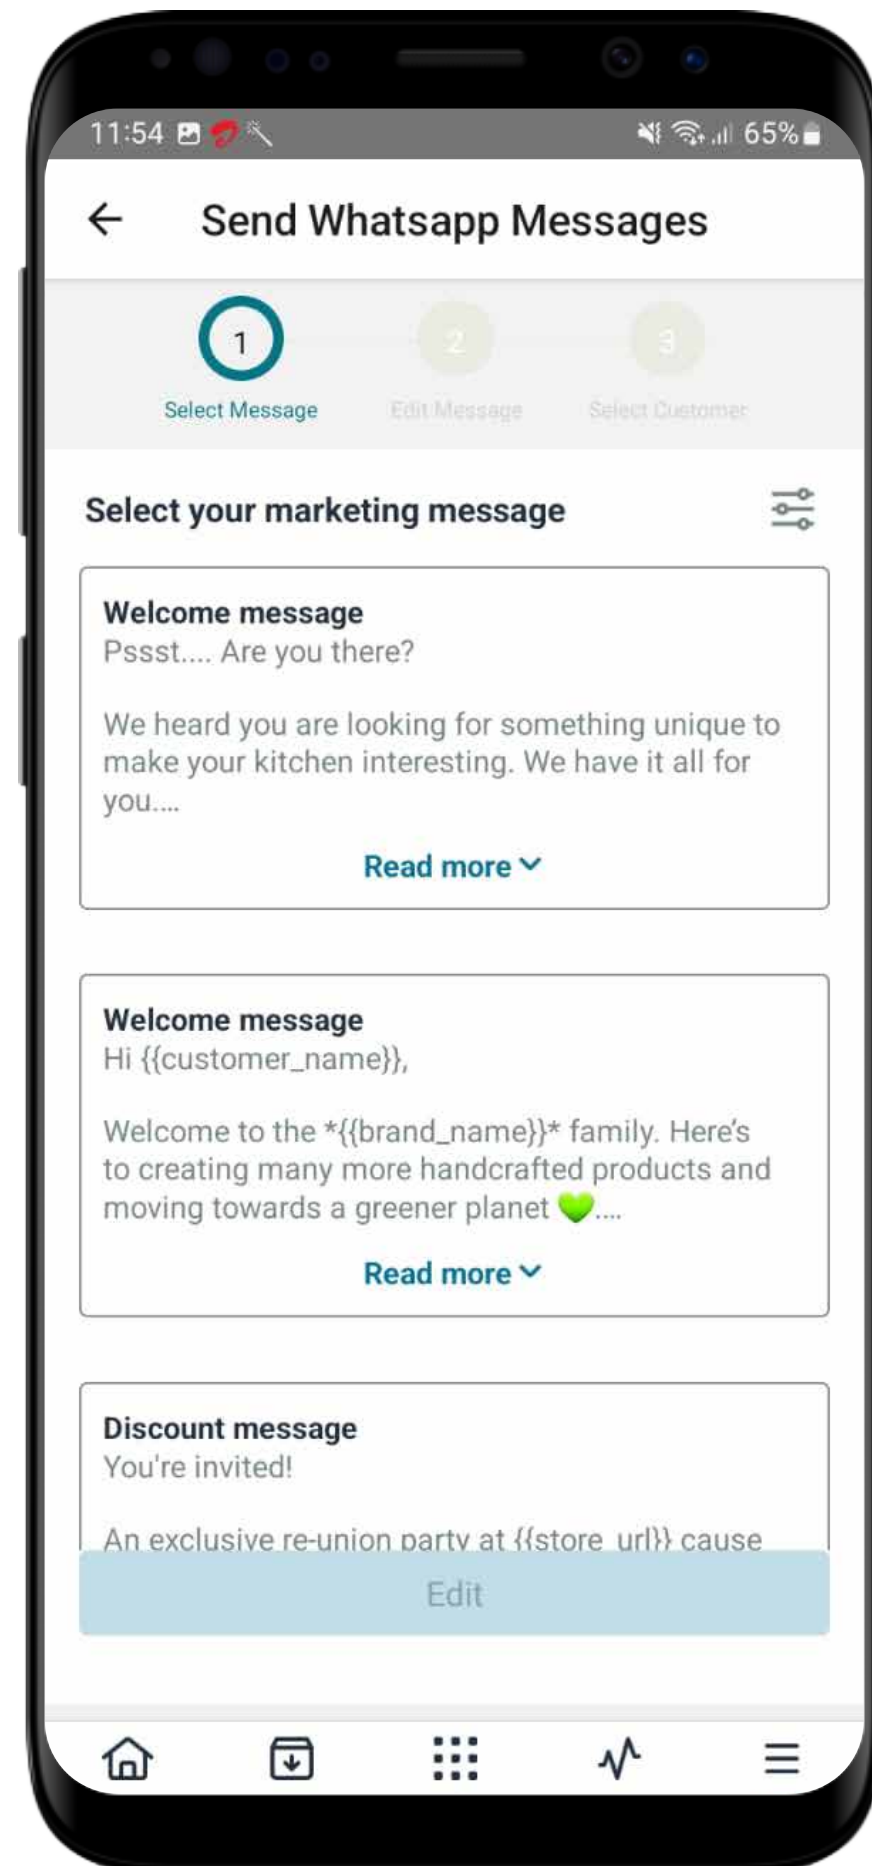 11:54
65%
Send Whatsapp Messages
1
2
3
Select Message
Edit Message
Select Customer
Select your marketing message
Welcome message
Pssst.... Are you there?
We heard you are looking for something unique to
make your kitchen interesting. We have it all for
you....
Read more
Welcome message
Hi {{customer_name}},
Welcome to the *{{brand_name}}* family. Here's
to creating many more handcrafted products and
moving towards a greener planet 💚....
Read more
Discount message
You're invited!
An exclusive re-union party at {{store_url}} cause
Edit